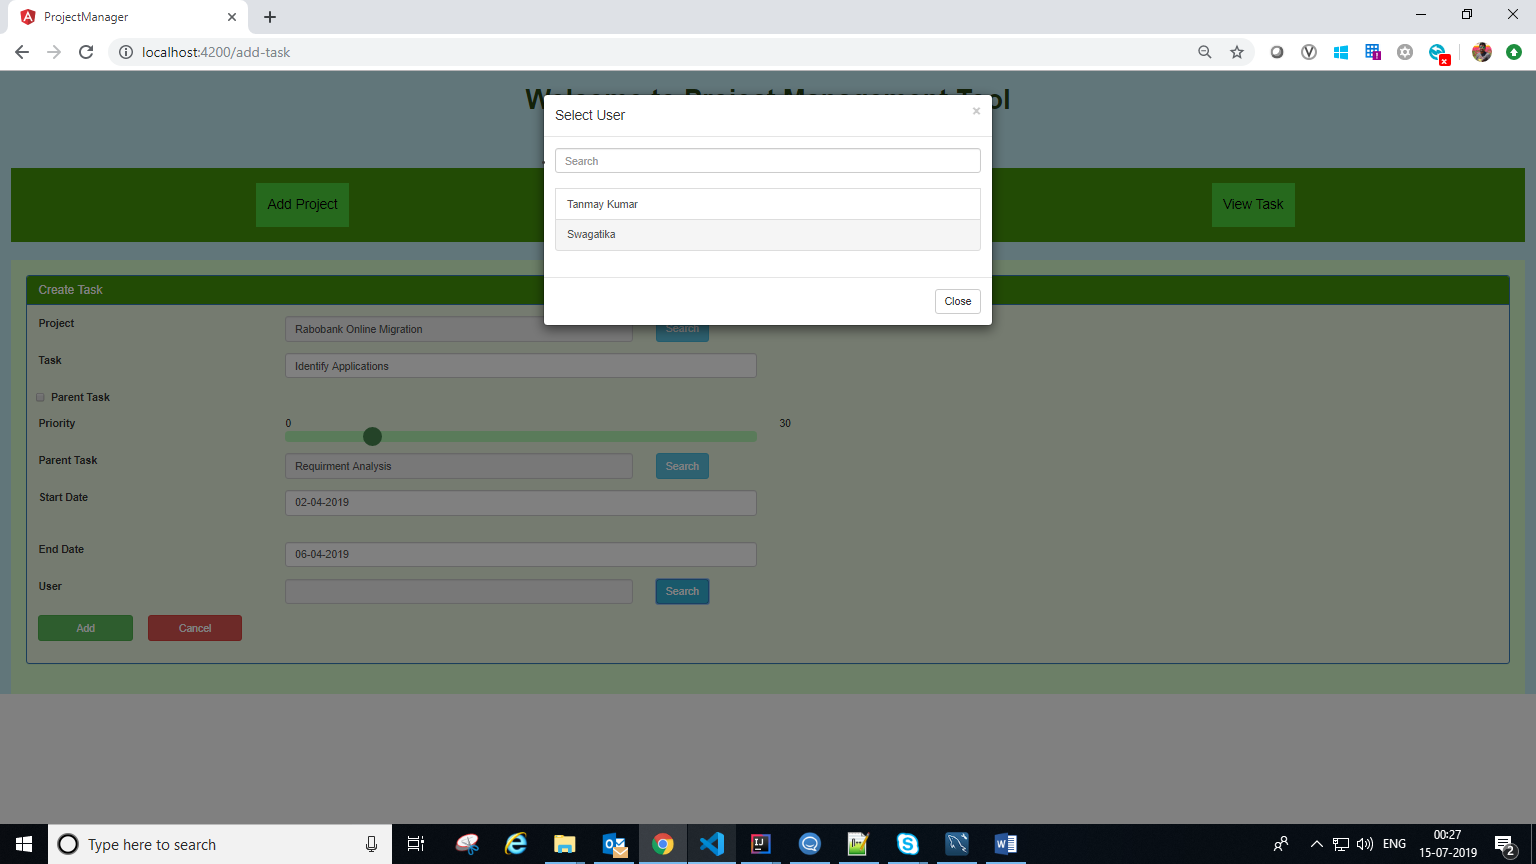 ProjectManager
localhost:4200/add-task
Select User
×
Search
Tanmay Kumar
Swagatika
Close
Add Project
View Task
Create Task
Project
Rabobank Online Migration
Search
Task
Identify Applications
Parent Task
Priority
0
30
Parent Task
Requirment Analysis
Search
Start Date
02-04-2019
End Date
06-04-2019
User
Search
Add
Cancel
Type here to search
ENG
00:27
15-07-2019
2